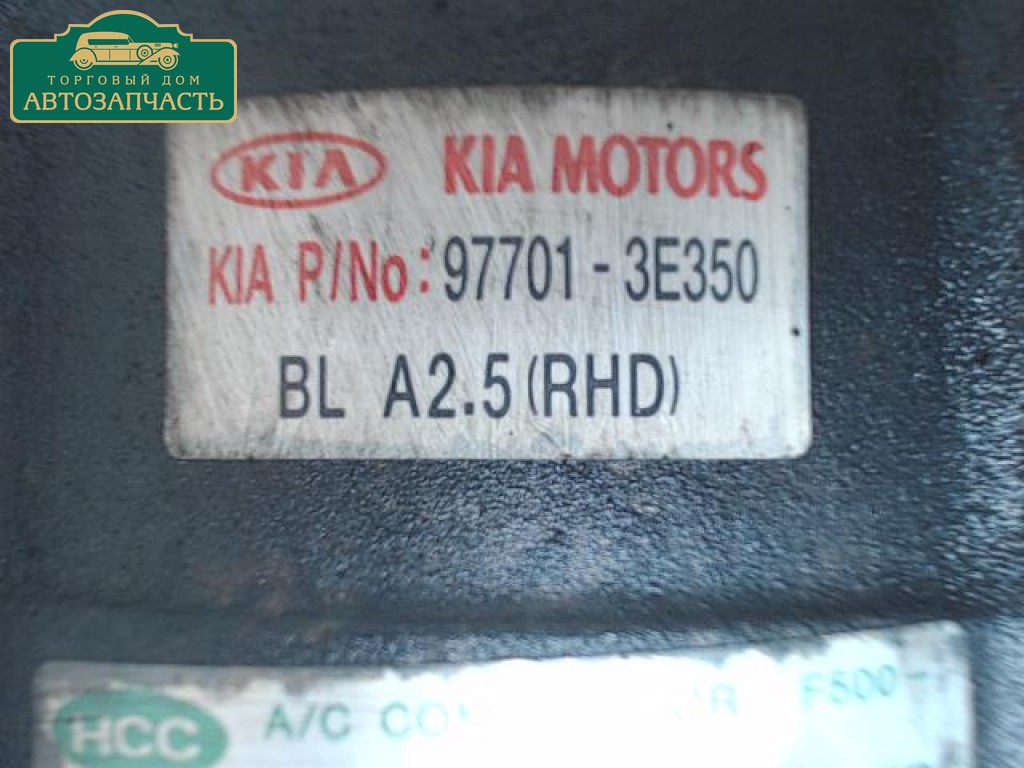 ТОРГОВЫЙ ДОМ
АВТОЗАПЧАСТЬ
KIA KIA MOTORS
KIA P/No: 97701-3E350
BL A2.5(RHD)
HCC A/C